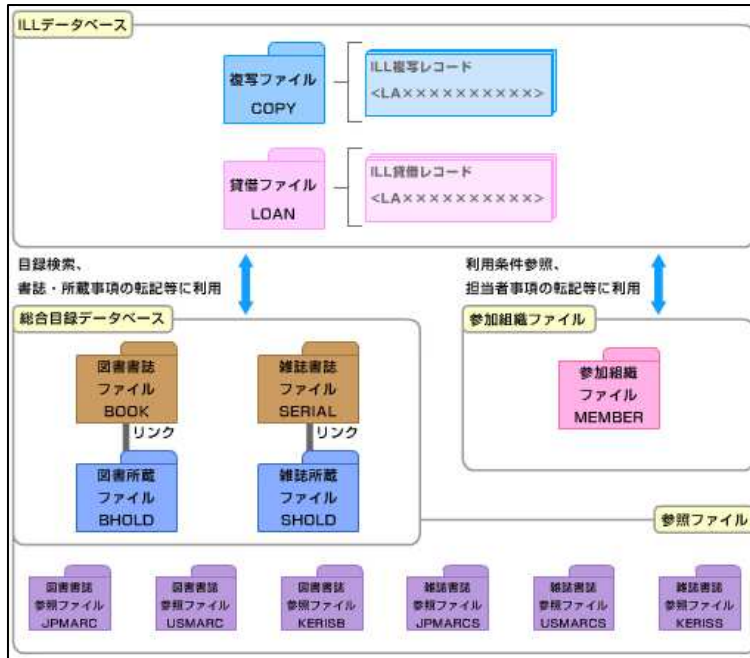 ILLデータベース
複写ファイル
COPY
ILL複写レコード
<LA××××××××××>
貸借ファイル
LOAN
ILL貸借レコード
<LA××××××××××>
目録検索、
書誌・所蔵事項の転記等に利用
利用条件参照、
担当者事項の転記等に利用
総合目録データベース
図書書誌
ファイル
BOOK
リンク
図書所蔵
ファイル
BHOLD
雑誌書誌
ファイル
SERIAL
リンク
雑誌所蔵
ファイル
SHOLD
参加組織ファイル
参加組織
ファイル
MEMBER
参照ファイル
図書書誌
参照ファイル
JPMARC
図書書誌
参照ファイル
USMARC
図書書誌
参照ファイル
KERISB
雑誌書誌
参照ファイル
JPMARCS
雑誌書誌
参照ファイル
USMARCS
雑誌書誌
参照ファイル
KERISS